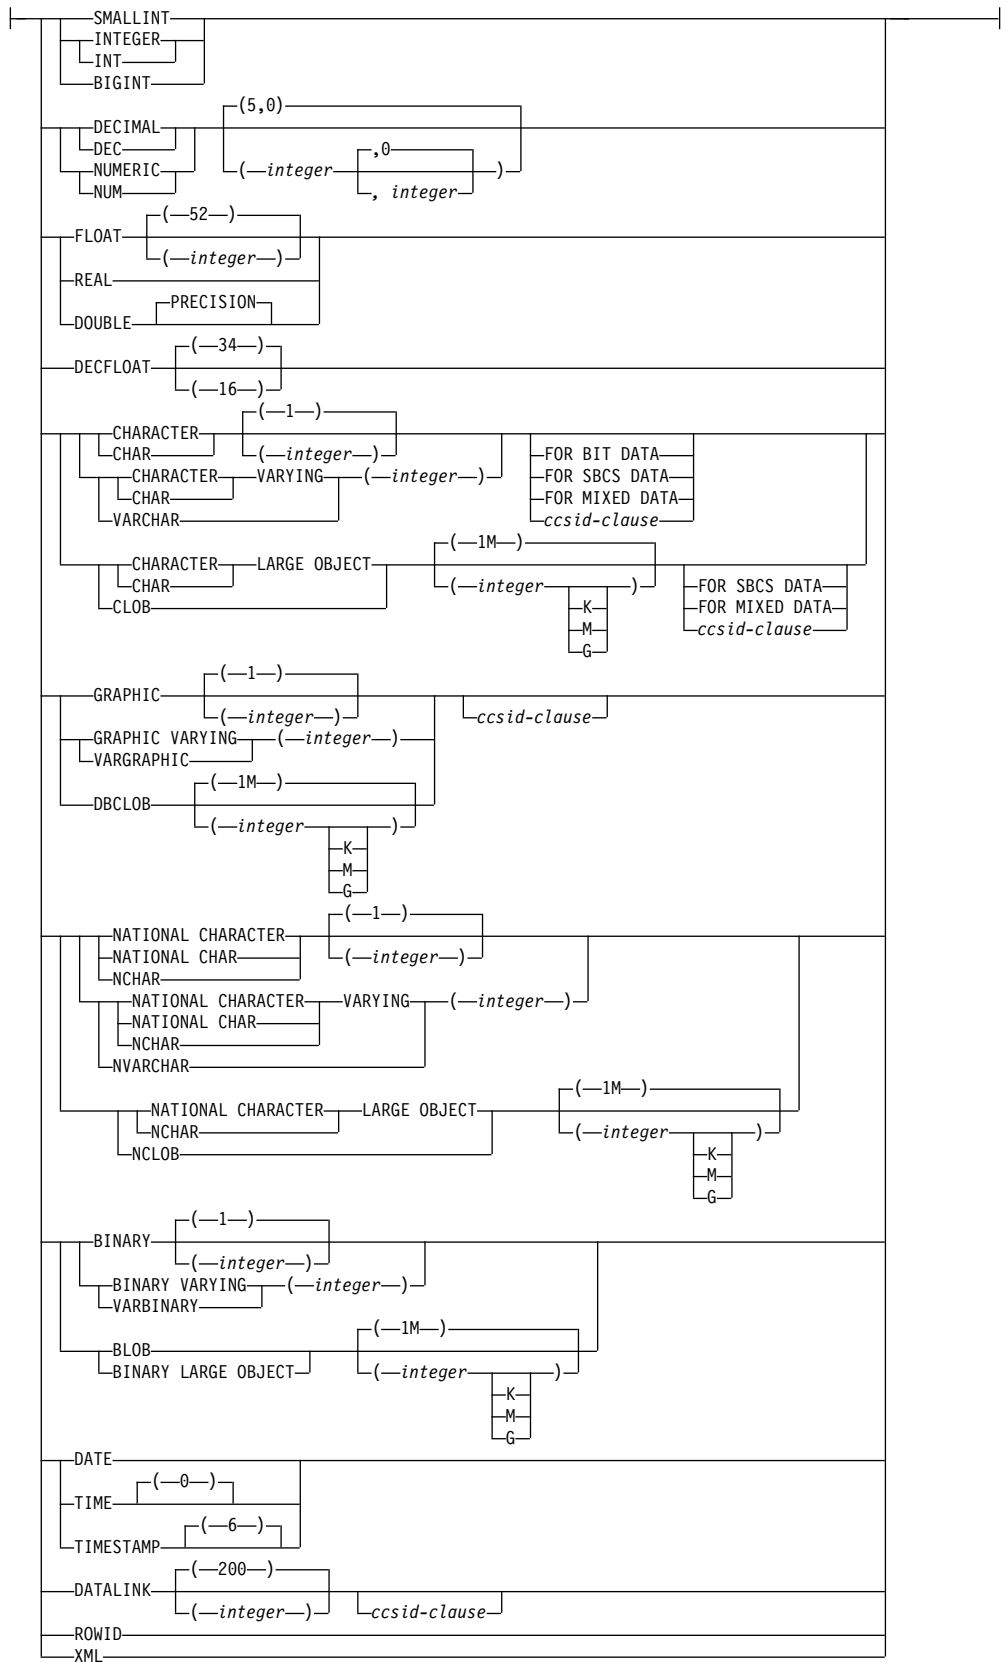 SMALLINT
INTEGER
INT
BIGINT
(5,0)
DECIMAL
DEC
,0
NUMERIC
( integer )
NUM
, integer
( 52 )
FLOAT
( integer )
REAL
PRECISION
DOUBLE
( 34 )
DECFLOAT
( 16 )
( 1 )
CHARACTER
CHAR
( integer )
FOR BIT DATA
CHARACTER VARYING ( integer )
FOR SBCS DATA
CHAR
FOR MIXED DATA
VARCHAR
ccsid-clause
( 1M )
CHARACTER LARGE OBJECT
CHAR
( integer )
FOR SBCS DATA
CLOB
K
FOR MIXED DATA
M
ccsid-clause
G
( 1 )
GRAPHIC
( integer )
ccsid-clause
GRAPHIC VARYING ( integer )
VARGRAPHIC
( 1M )
DBCLOB
( integer )
K
M
G
( 1 )
NATIONAL CHARACTER
NATIONAL CHAR
( integer )
NCHAR
NATIONAL CHARACTER VARYING ( integer )
NATIONAL CHAR
NCHAR
NVARCHAR
( 1M )
NATIONAL CHARACTER LARGE OBJECT
NCHAR
( integer )
NCLOB
K
M
G
( 1 )
BINARY
( integer )
BINARY VARYING ( integer )
VARBINARY
( 1M )
BLOB
BINARY LARGE OBJECT
( integer )
K
M
G
DATE
( 0 )
TIME
( 6 )
TIMESTAMP
( 200 )
DATALINK
( integer )
ccsid-clause
ROWID
XML